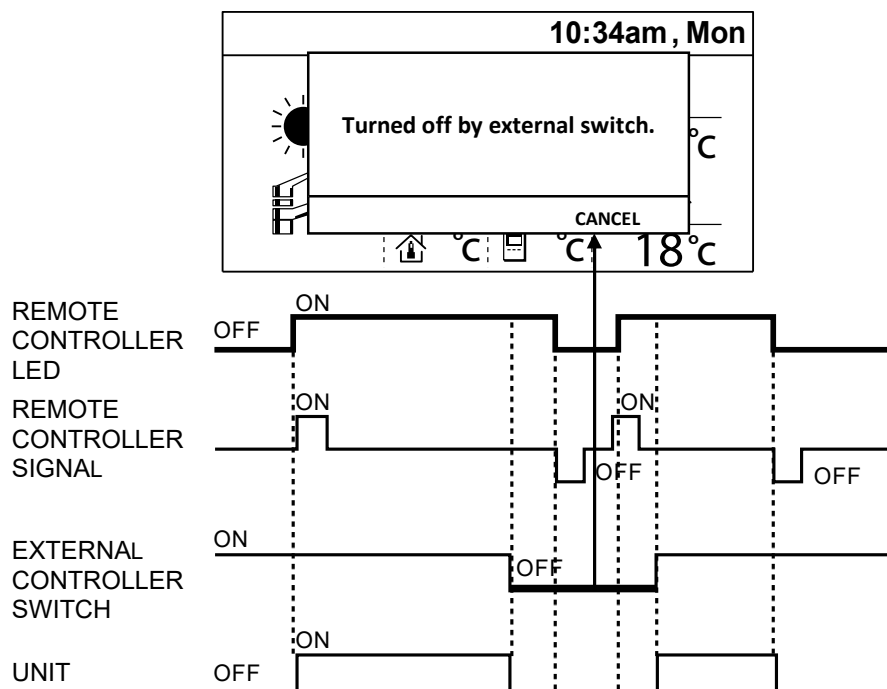 10:34am , Mon
Turned off by external switch.
°C
CANCEL
°C °C 18°C
REMOTE
CONTROLLER
LED
OFF
ON
REMOTE
CONTROLLER
SIGNAL
ON
ON
OFF
OFF
EXTERNAL
CONTROLLER
SWITCH
ON
OFF
UNIT
OFF
ON